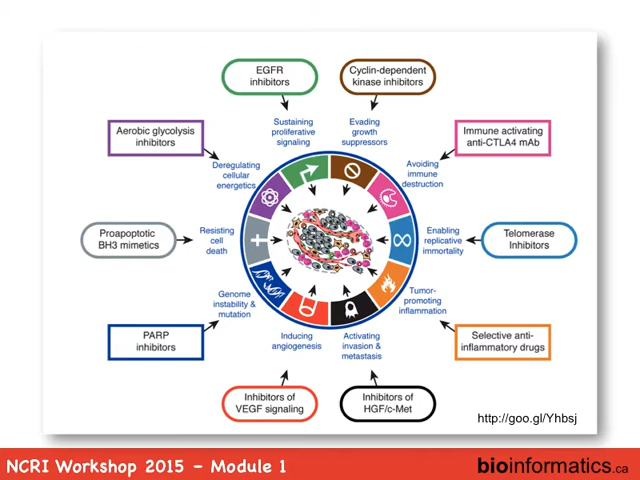 EGFR
inhibitors
Cyclin-dependent
kinase inhibitors
Sustaining
proliferative
signaling
Evading
growth
suppressors
Aerobic glycolysis
inhibitors
Immune activating
anti-CTLA4 mAb
Deregulating
cellular
energetics
Avoiding
immune
destruction
Proapoptotic
BH3 mimetics
Resisting
cell
death
Enabling
replicative
immortality
Telomerase
Inhibitors
Genome
instability &
mutation
Tumor-
promoting
inflammation
PARP
inhibitors
Inducing
angiogenesis
Activating
invasion &
metastasis
Selective anti-
inflammatory drugs
Inhibitors of
VEGF signaling
Inhibitors of
HGF/c-Met
http://goo.gl/Yhbsj
NCRI Workshop 2015 – Module 1
bioinformatics.ca